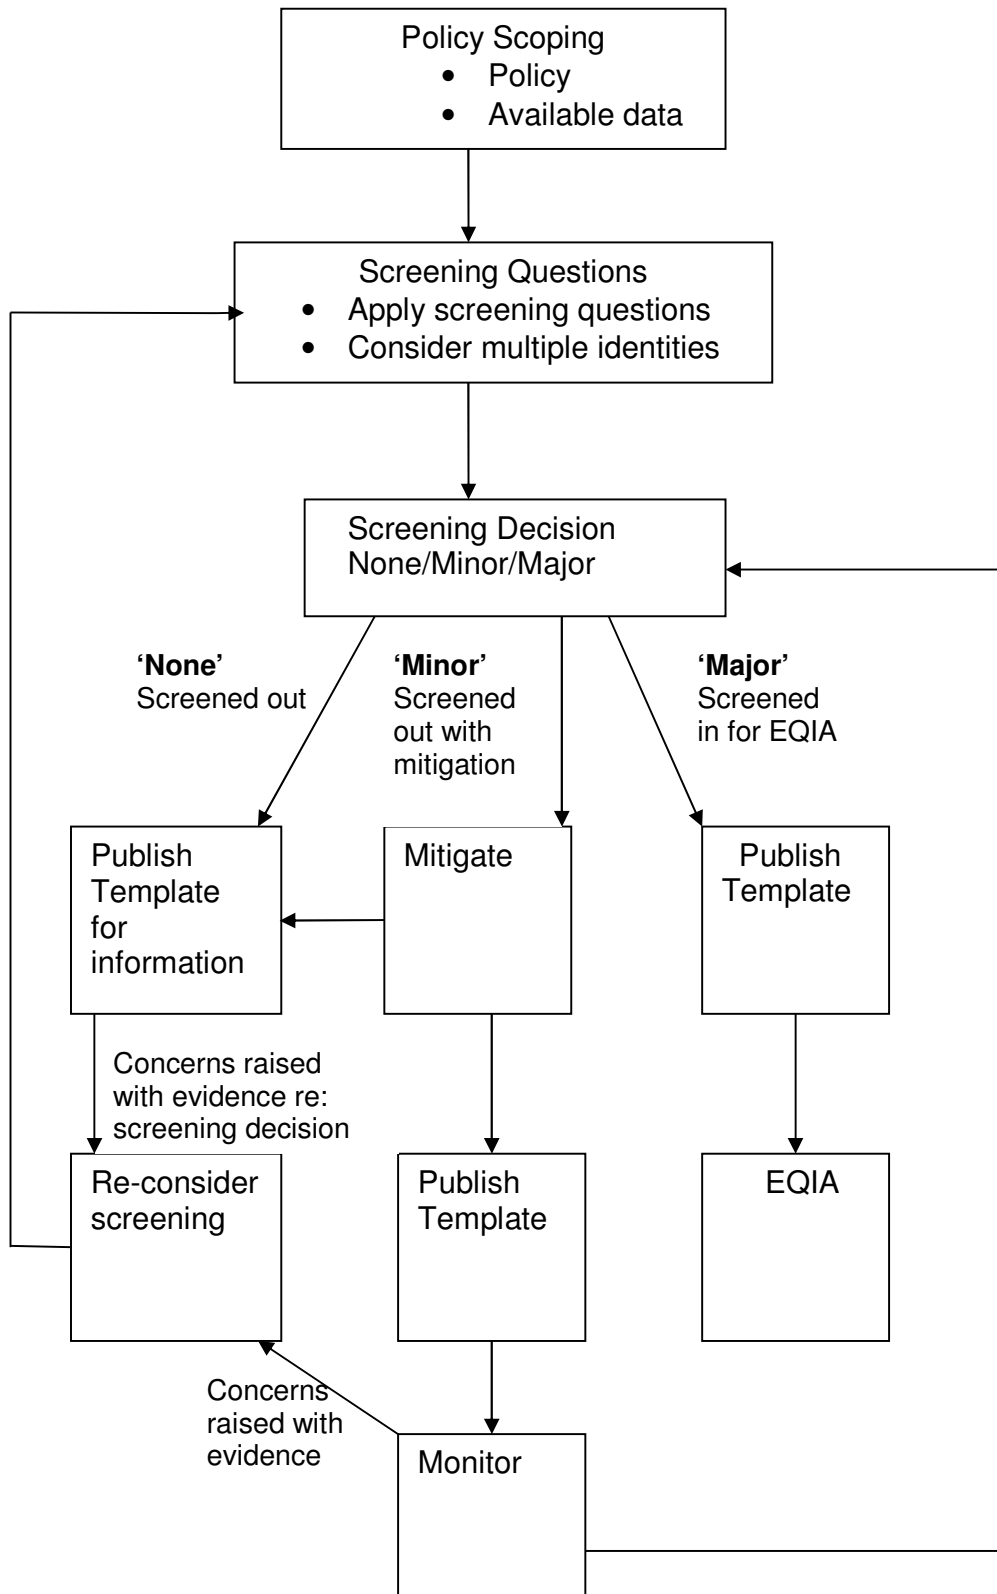 Policy Scoping
• Policy
• Available data
Screening Questions
• Apply screening questions
• Consider multiple identities
Screening Decision
None/Minor/Major
‘None’
Screened out
‘Minor’
Screened
out with
mitigation
‘Major’
Screened
in for EQIA
Publish
Template
for
information
Mitigate
Publish
Template
Concerns raised
with evidence re:
screening decision
Re-consider
screening
Publish
Template
EQIA
Concerns
raised with
evidence
Monitor